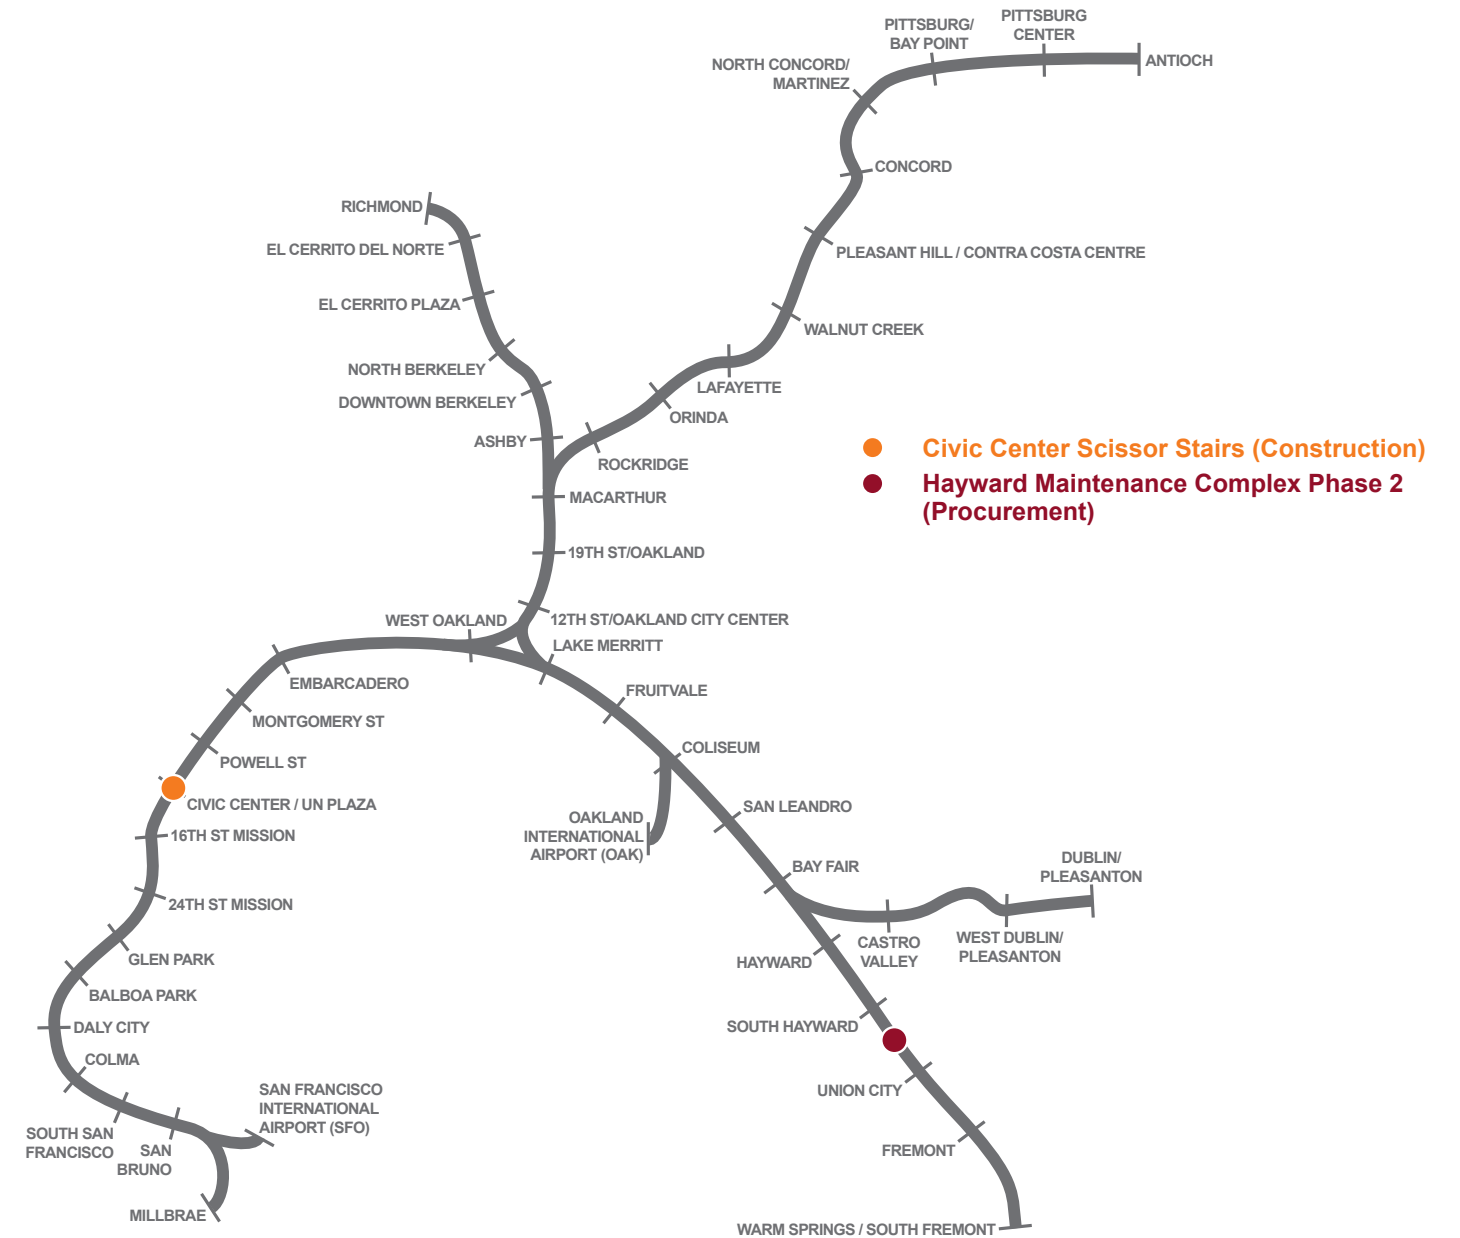 PITTSBURG
CENTER
PITTSBURG/
BAY POINT
ANTIOCH
NORTH CONCORD/
MARTINEZ
CONCORD
RICHMOND
EL CERRITO DEL NORTE
PLEASANT HILL / CONTRA COSTA CENTRE
EL CERRITO PLAZA
WALNUT CREEK
NORTH BERKELEY
LAFAYETTE
DOWNTOWN BERKELEY
ORINDA
ASHBY
ROCKRIDGE
Civic Center Scissor Stairs (Construction)
Hayward Maintenance Complex Phase 2
(Procurement)
MACARTHUR
19TH ST/OAKLAND
WEST OAKLAND
12TH ST/OAKLAND CITY CENTER
LAKE MERRITT
EMBARCADERO
FRUITVALE
MONTGOMERY ST
COLISEUM
POWELL ST
CIVIC CENTER / UN PLAZA
SAN LEANDRO
16TH ST MISSION
OAKLAND
INTERNATIONAL
AIRPORT (OAK)
BAY FAIR
DUBLIN/
PLEASANTON
24TH ST MISSION
CASTRO
VALLEY
WEST DUBLIN/
PLEASANTON
GLEN PARK
HAYWARD
BALBOA PARK
DALY CITY
SOUTH HAYWARD
COLMA
UNION CITY
SAN FRANCISCO
INTERNATIONAL
AIRPORT (SFO)
SOUTH SAN
FRANCISCO
SAN
BRUNO
FREMONT
MILLBRAE
WARM SPRINGS / SOUTH FREMONT